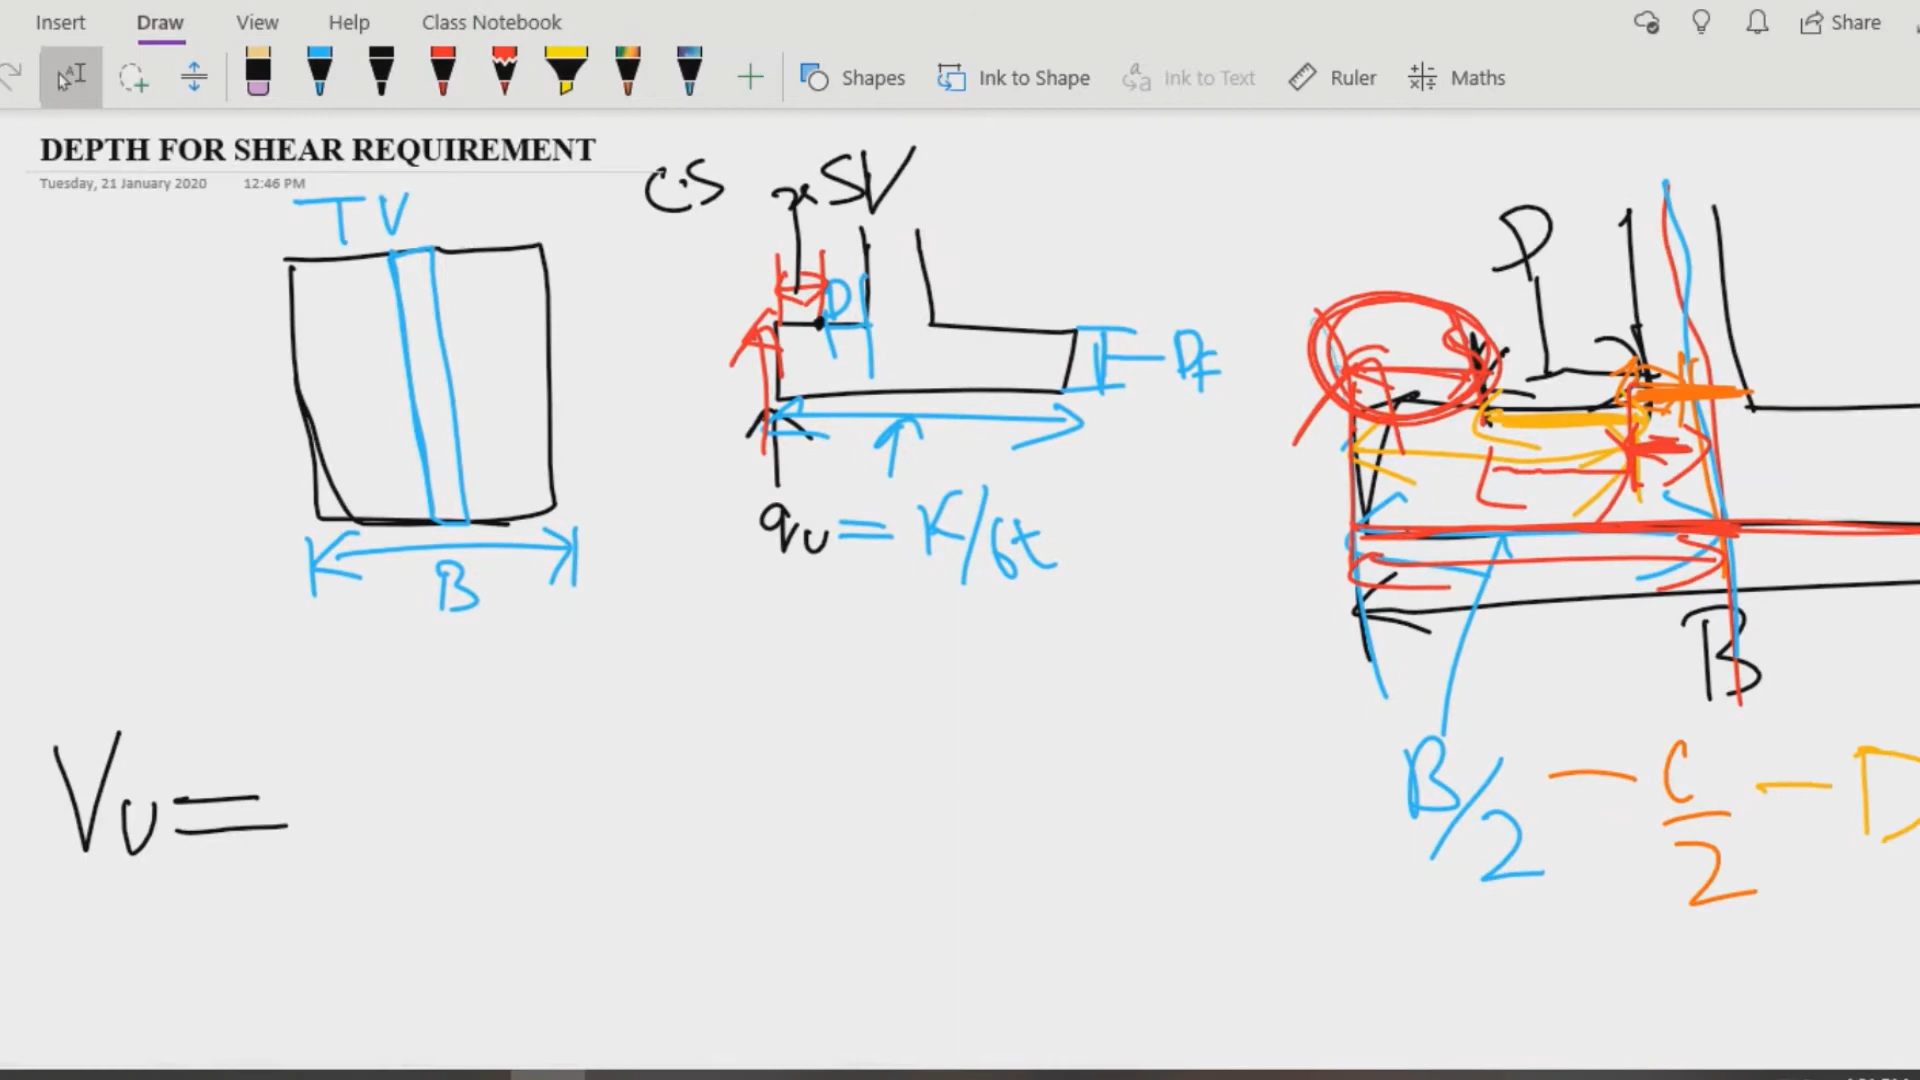 Insert Draw View Help Class Notebook Share
Shapes Ink to Shape Ink to Text Ruler Maths
DEPTH FOR SHEAR REQUIREMENT
Tuesday, 21 January 2020 12:46 PM
TV
B
CS SV
D
DF
qu = K/ft
P
B
B/2 - C/2 - D
Vu =